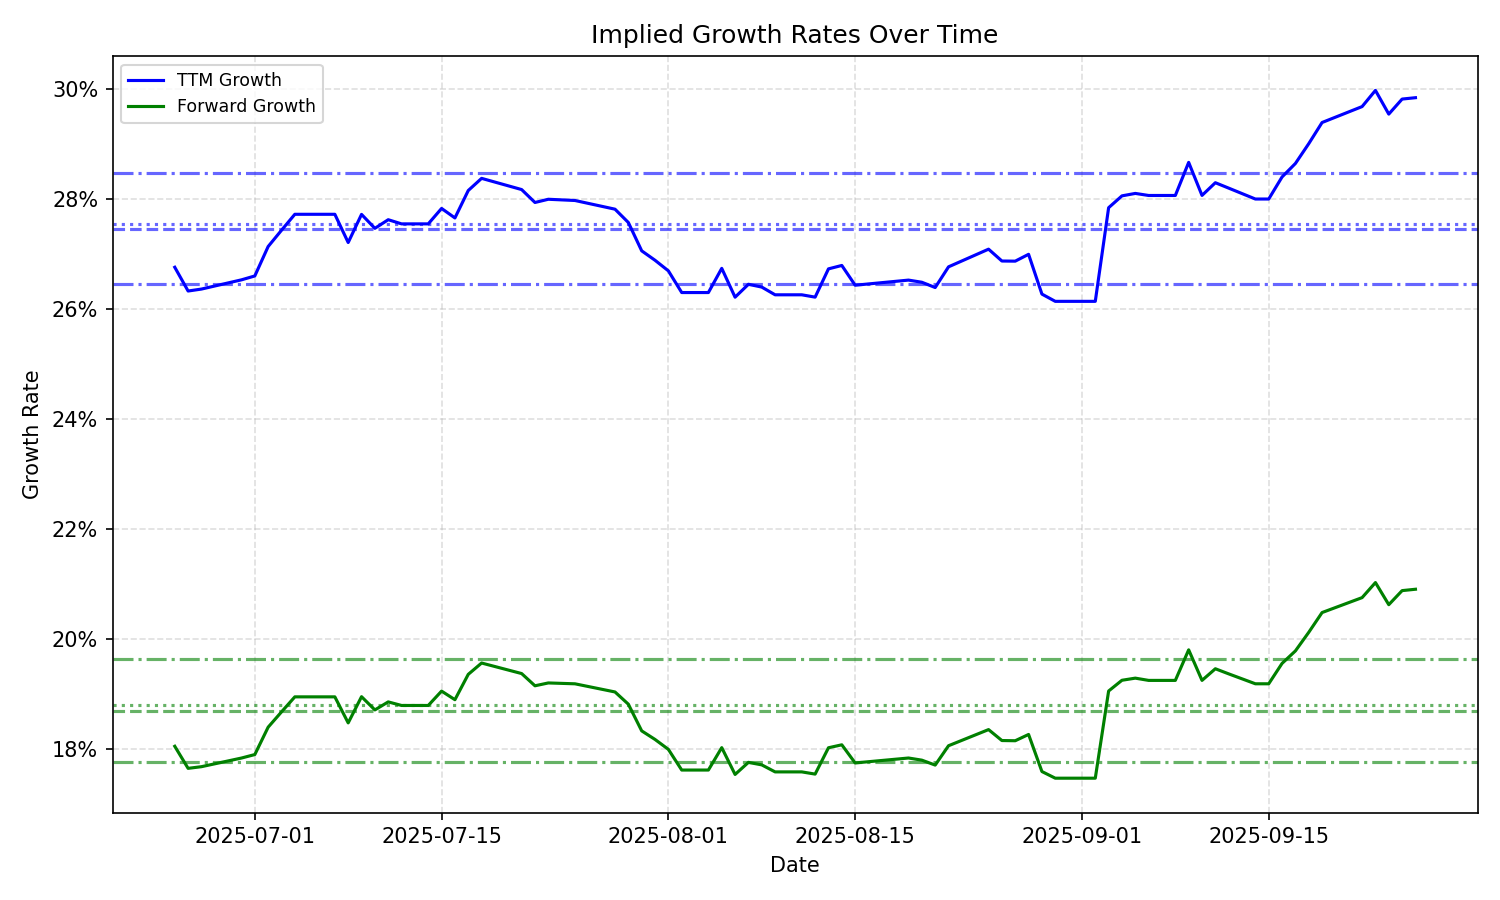 Implied Growth Rates Over Time
TTM Growth
Forward Growth
30%
28%
26%
24%
22%
20%
18%
Growth Rate
2025-07-01
2025-07-15
2025-08-01
2025-08-15
2025-09-01
2025-09-15
Date